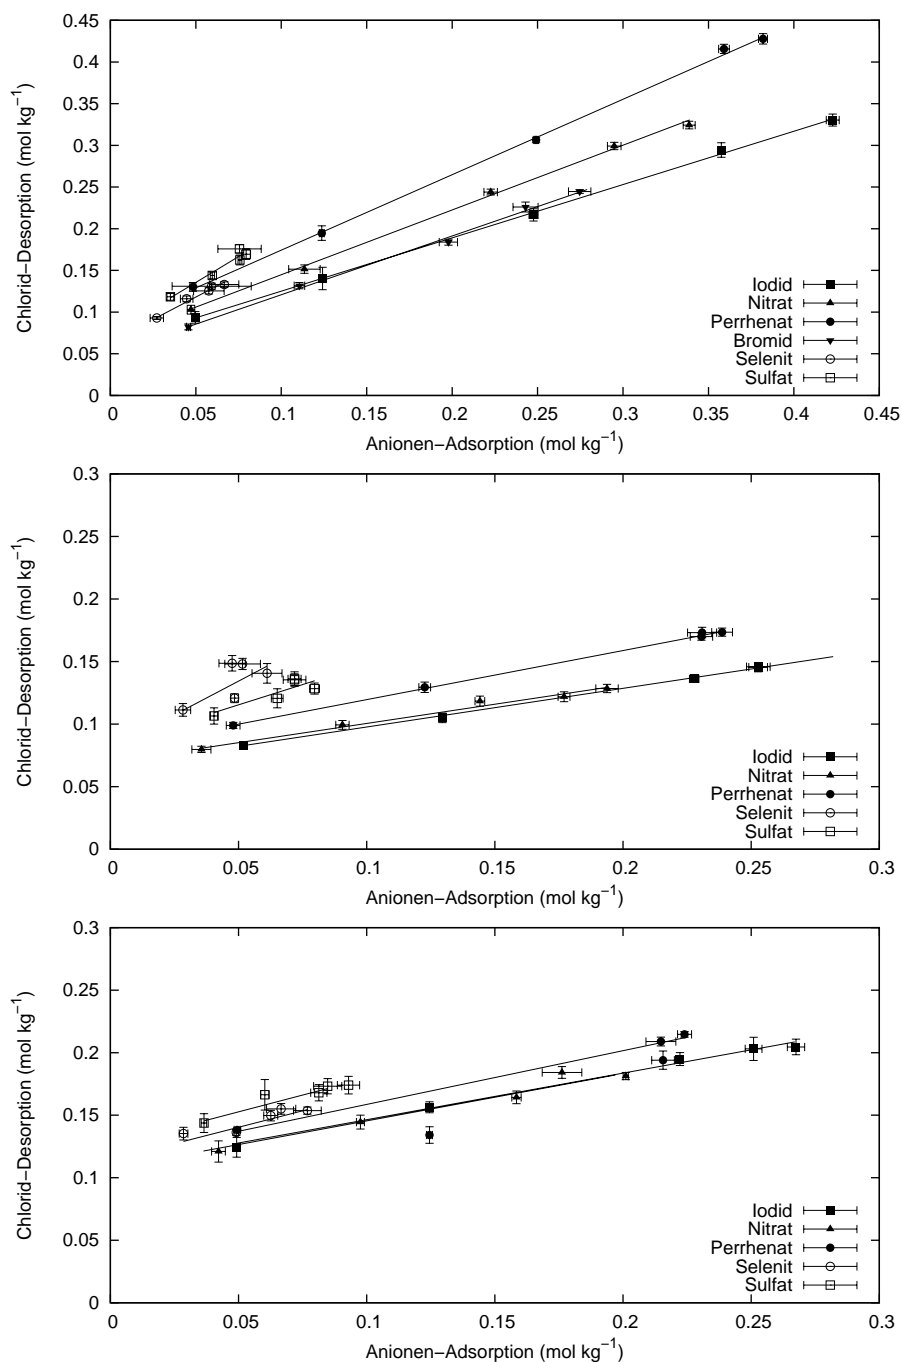 0.45
0.4
0.35
0.3
0.25
0.2
0.15
0.1
0.05
0
Chlorid−Desorption (mol kg−1)
Iodid
Nitrat
Perrhenat
Bromid
Selenit
Sulfat
0 0.05 0.1 0.15 0.2 0.25 0.3 0.35 0.4 0.45
Anionen−Adsorption (mol kg−1)
0.3
0.25
0.2
0.15
0.1
0.05
0
Chlorid−Desorption (mol kg−1)
Iodid
Nitrat
Perrhenat
Selenit
Sulfat
0 0.05 0.1 0.15 0.2 0.25 0.3
Anionen−Adsorption (mol kg−1)
0.3
0.25
0.2
0.15
0.1
0.05
0
Chlorid−Desorption (mol kg−1)
Iodid
Nitrat
Perrhenat
Selenit
Sulfat
0 0.05 0.1 0.15 0.2 0.25 0.3
Anionen−Adsorption (mol kg−1)